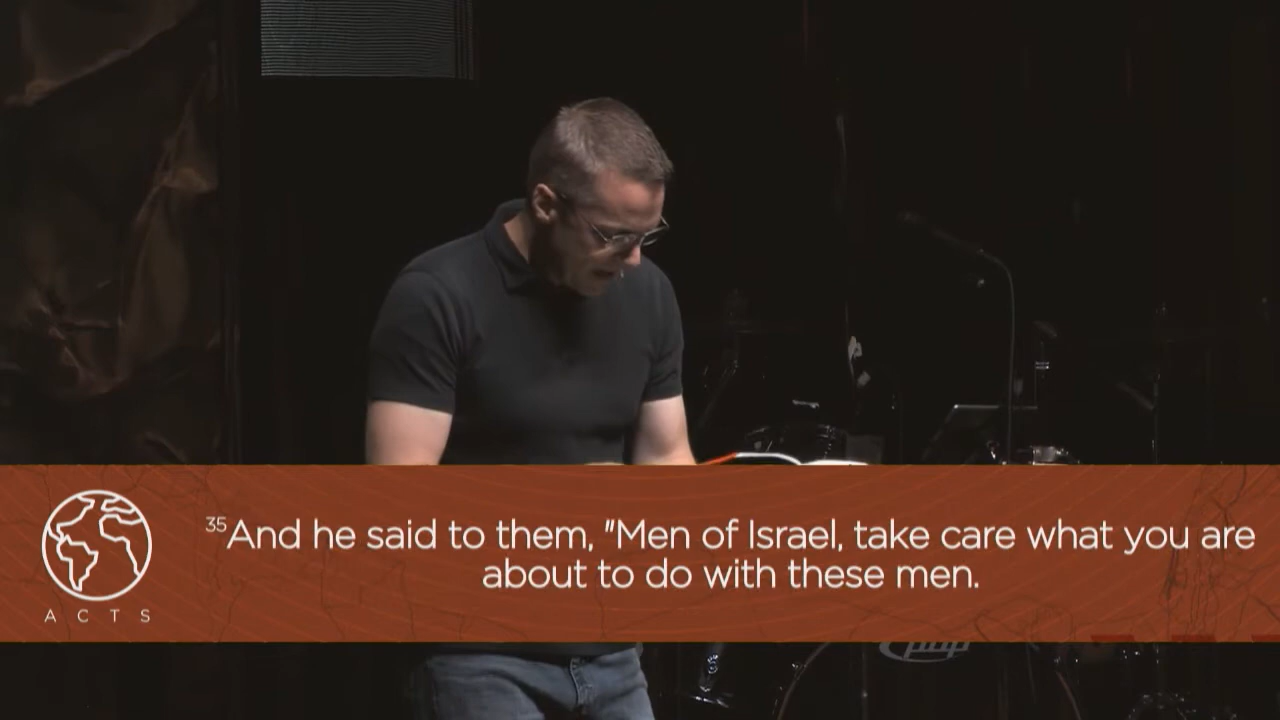 ³⁵And he said to them, "Men of Israel, take care what you are
about to do with these men.
ACTS
pdp